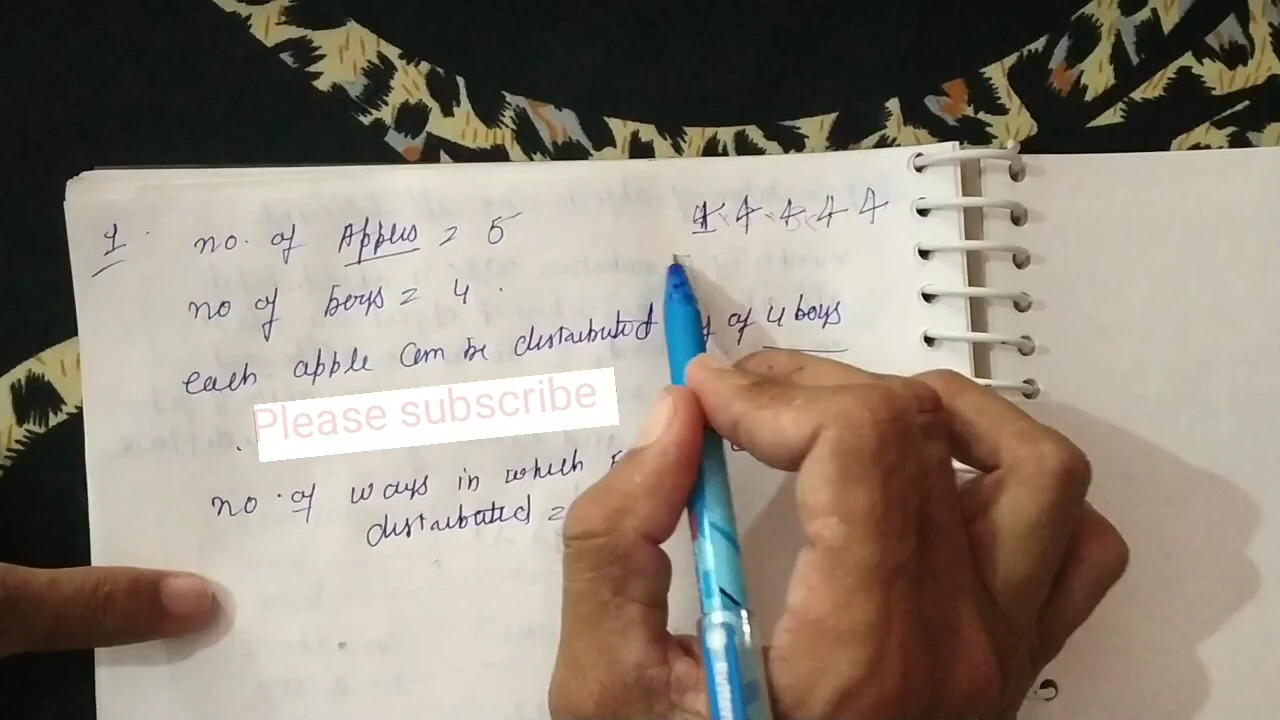 1. no. of Apples = 5
4 4 4 4
no of boys = 4.
each apple can be distributed of 4 boys
Please subscribe
no. of ways in which
distributed =